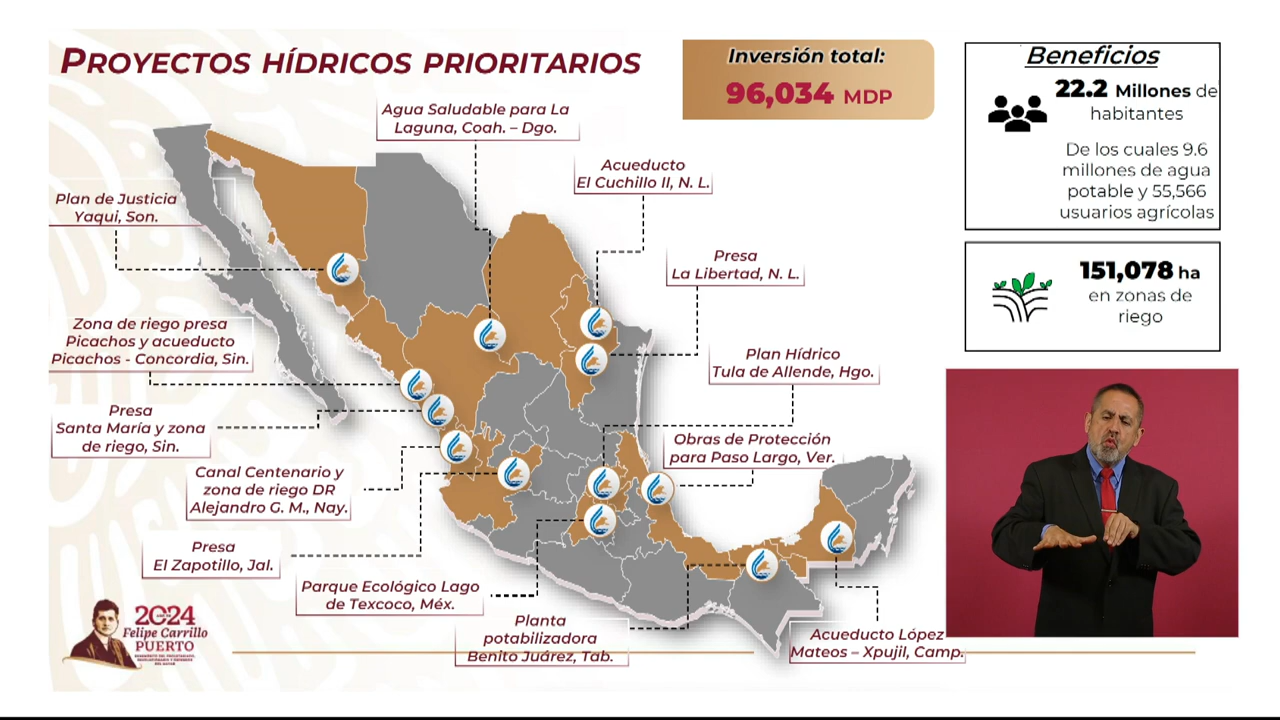 PROYECTOS HÍDRICOS PRIORITARIOS
Inversión total:
96,034 MDP
Beneficios
22.2 Millones de
habitantes
De los cuales 9.6
millones de agua
potable y 55,566
usuarios agrícolas
151,078 ha
en zonas de
riego
Agua Saludable para La
Laguna, Coah. – Dgo.
Acueducto
El Cuchillo II, N. L.
Plan de Justicia
Yaqui, Son.
Presa
La Libertad, N. L.
Zona de riego presa
Picachos y acueducto
Picachos - Concordia, Sin.
Plan Hídrico
Tula de Allende, Hgo.
Presa
Santa María y zona
de riego, Sin.
Obras de Protección
para Paso Largo, Ver.
Canal Centenario y
zona de riego DR
Alejandro G. M., Nay.
Presa
El Zapotillo, Jal.
Parque Ecológico Lago
de Texcoco, Méx.
Planta
potabilizadora
Benito Juárez, Tab.
Acueducto López
Mateos – Xpujil, Camp.
2024
Felipe Carrillo
PUERTO